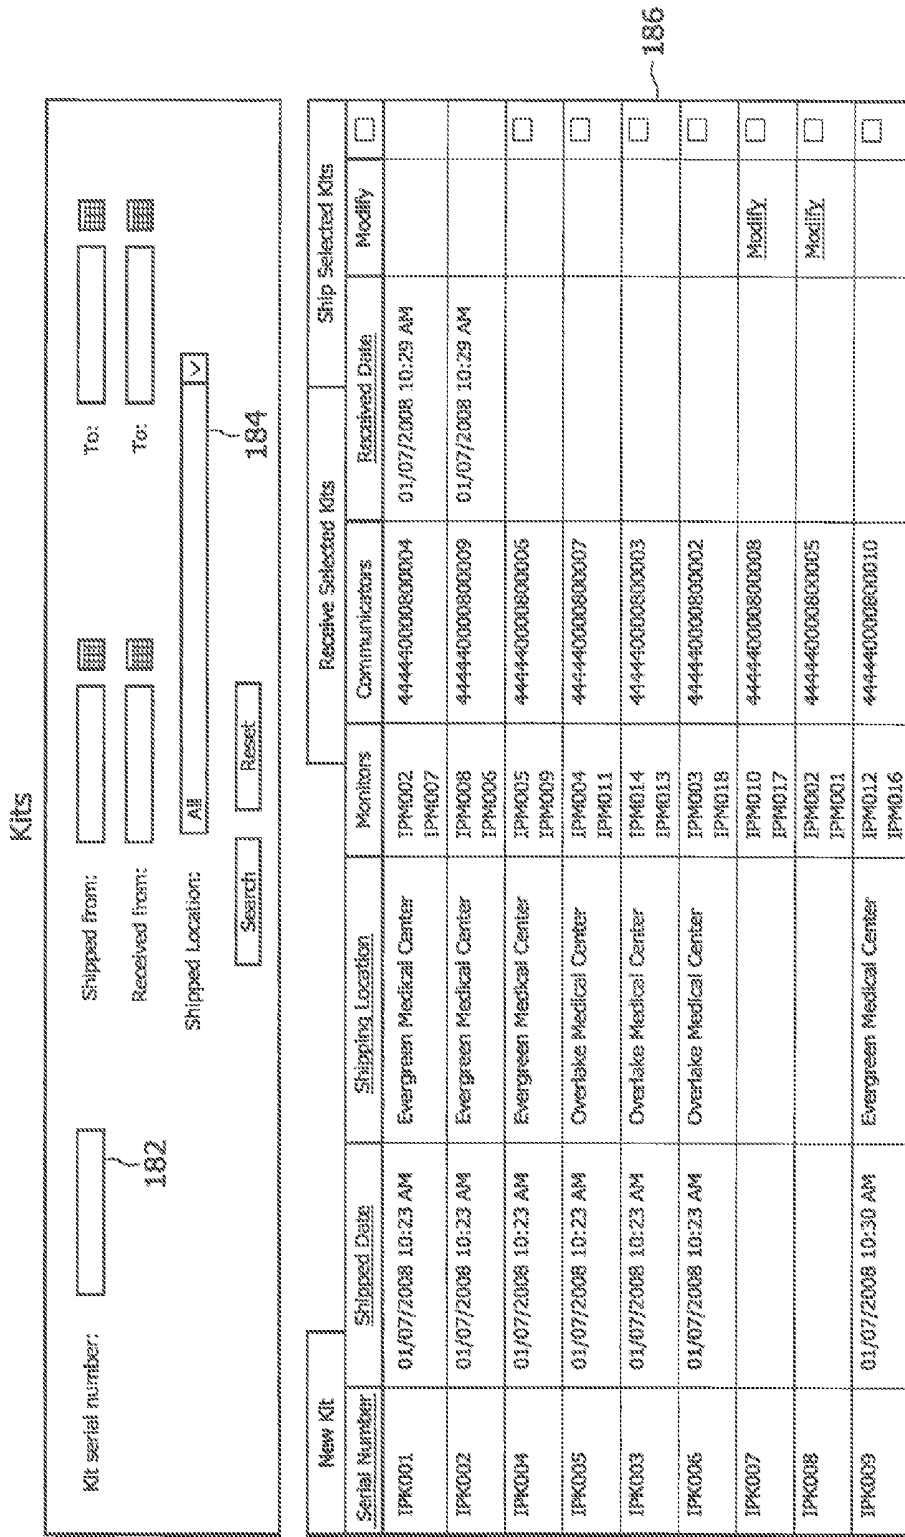 Kits
Kit serial number:
182
Shipped from:
To:
Received from:
To:
Shipped Location:
All
184
Search
Reset
New Kit
Receive Selected Kits
Ship Selected Kits
Serial Number
Shipped Date
Shipping Location
Monitors
Communicators
Received Date
Modify
IPK001
01/07/2008 10:23 AM
Evergreen Medical Center
IPM002
IPM007
444440000800004
01/07/2008 10:29 AM
IPK002
01/07/2008 10:23 AM
Evergreen Medical Center
IPM008
IPM006
444440000800009
01/07/2008 10:29 AM
IPK004
01/07/2008 10:23 AM
Evergreen Medical Center
IPM005
IPM009
444440000800006
IPK005
01/07/2008 10:23 AM
Overlake Medical Center
IPM004
IPM011
444440000800007
IPK003
01/07/2008 10:23 AM
Overlake Medical Center
IPM014
IPM013
444440000800003
186
IPK006
01/07/2008 10:23 AM
Overlake Medical Center
IPM003
IPM018
444440000800002
IPK007
IPM010
IPM017
444440000800008
Modify
IPK008
IPM002
IPM001
444440000800005
Modify
IPK009
01/07/2008 10:30 AM
Evergreen Medical Center
IPM012
IPM016
444440000800010